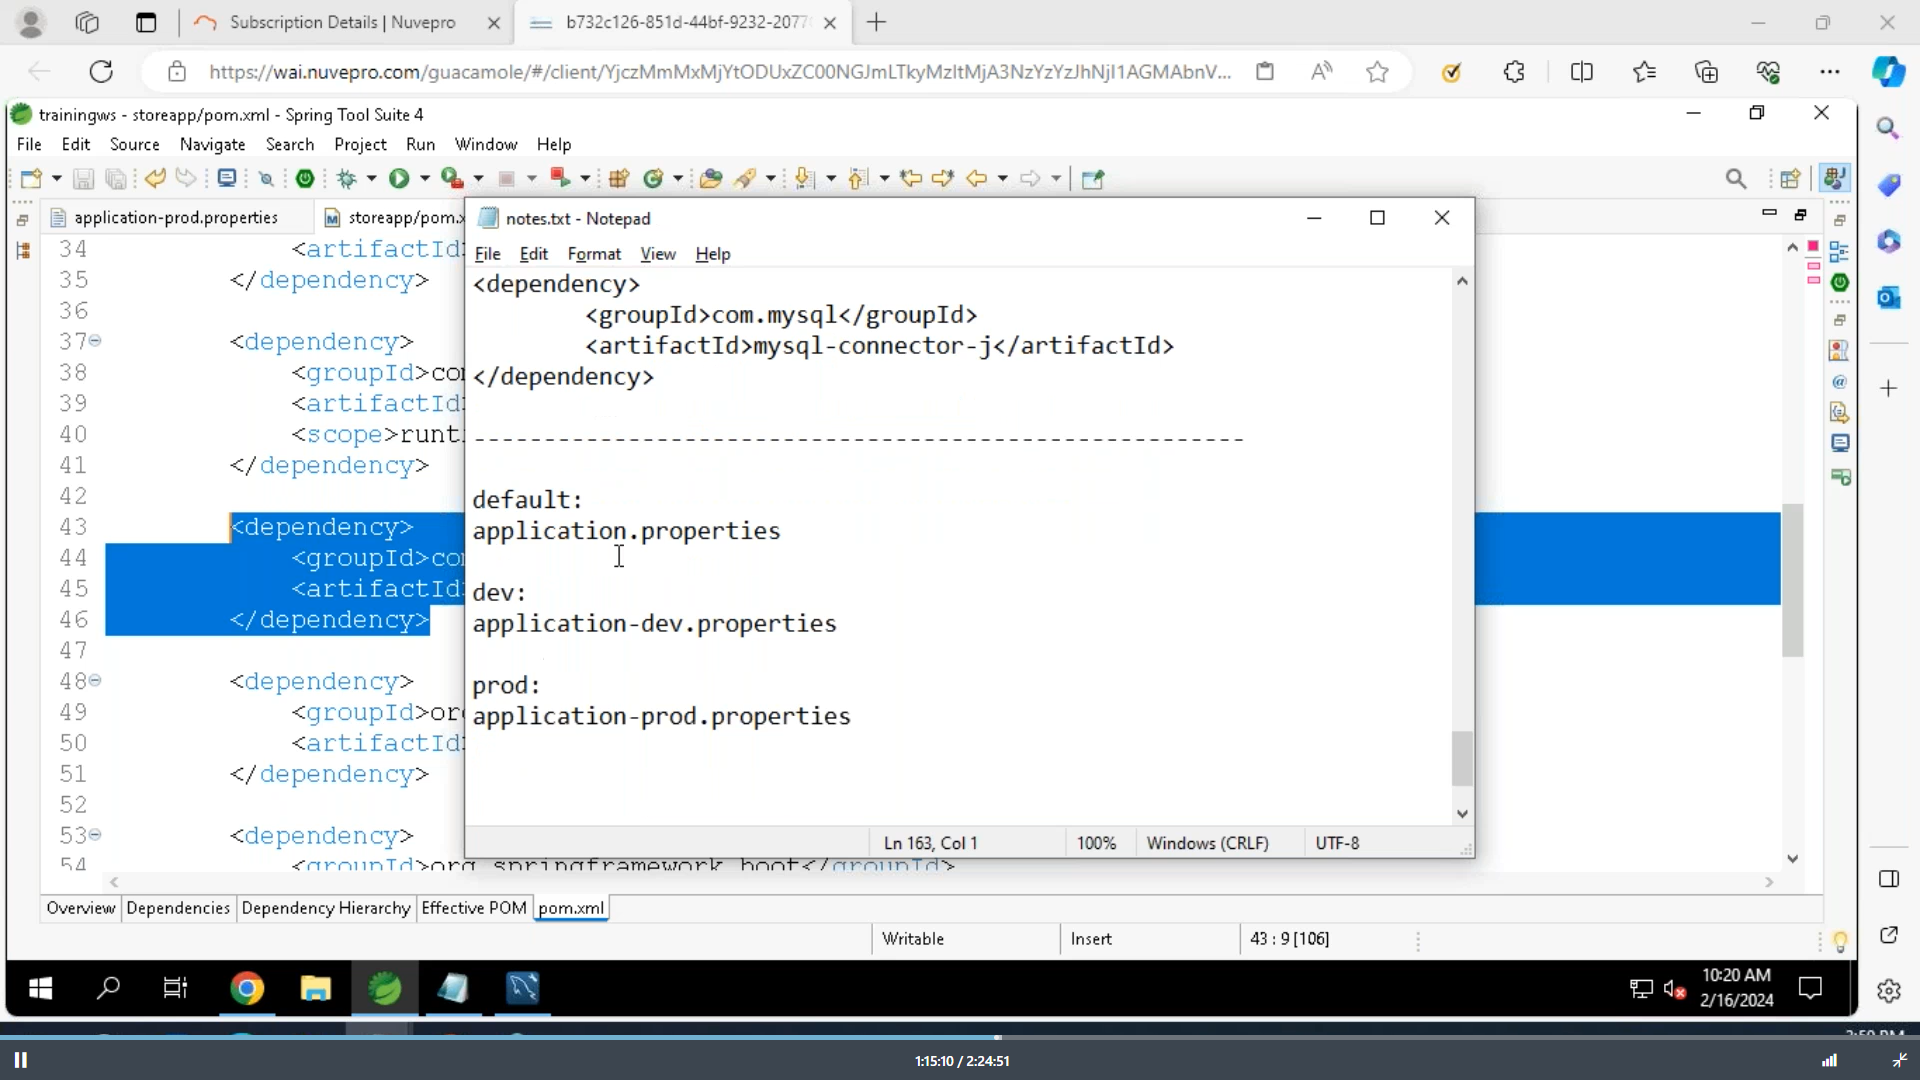 Subscription Details | Nuvepro
b732c126-851d-44bf-9232-2077
https://wai.nuvepro.com/guacamole/#/client/YjczMmMxMjYtODUxZC00NGJmLTkyMzItMjA3NzYzYzJhNjI1AGMAbnV...
trainingws - storeapp/pom.xml - Spring Tool Suite 4
File Edit Source Navigate Search Project Run Window Help
application-prod.properties
storeapp/pom.x
notes.txt - Notepad
File Edit Format View Help
34 <artifactId>
35 </dependency>
36
37 <dependency>
38 <groupId>com
39 <artifactId>
40 <scope>runti
41 </dependency>
42
43 <dependency>
44 <groupId>com
45 <artifactId>
46 </dependency>
47
48 <dependency>
49 <groupId>org
50 <artifactId>
51 </dependency>
52
53 <dependency>
54 <groupId>org.springframework.boot</groupId>
<dependency>
<groupId>com.mysql</groupId>
<artifactId>mysql-connector-j</artifactId>
</dependency>
-------------------------------------------------------
default:
application.properties
dev:
application-dev.properties
prod:
application-prod.properties
Ln 163, Col 1 100% Windows (CRLF) UTF-8
Overview Dependencies Dependency Hierarchy Effective POM pom.xml
Writable Insert 43 : 9 [106]
10:20 AM
2/16/2024
1:15:10 / 2:24:51